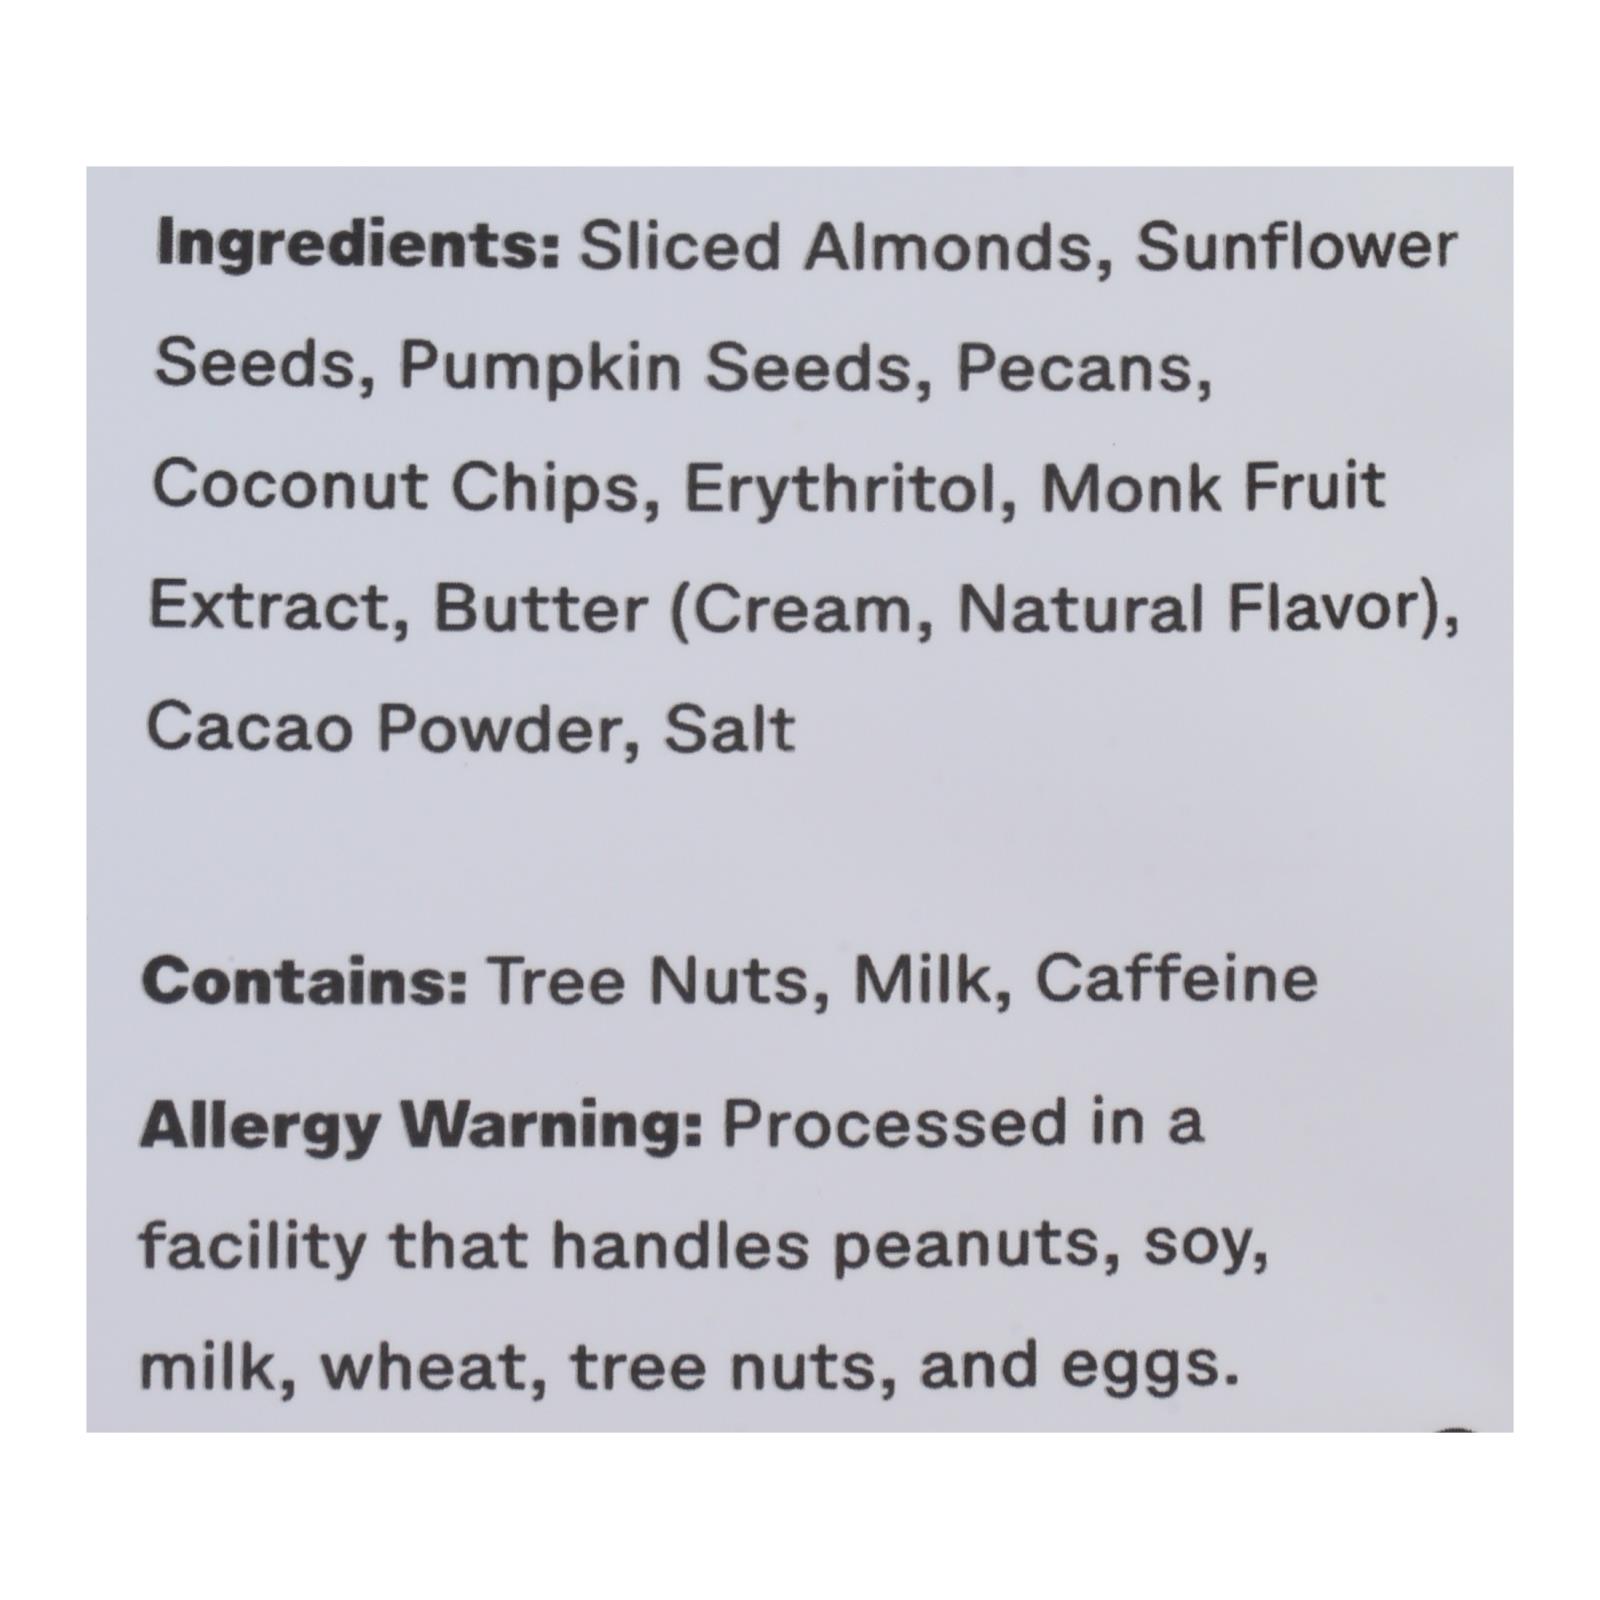 Ingredients: Sliced Almonds, Sunflower
Seeds, Pumpkin Seeds, Pecans,
Coconut Chips, Erythritol, Monk Fruit
Extract, Butter (Cream, Natural Flavor),
Cacao Powder, Salt
Contains: Tree Nuts, Milk, Caffeine
Allergy Warning: Processed in a
facility that handles peanuts, soy,
milk, wheat, tree nuts, and eggs.